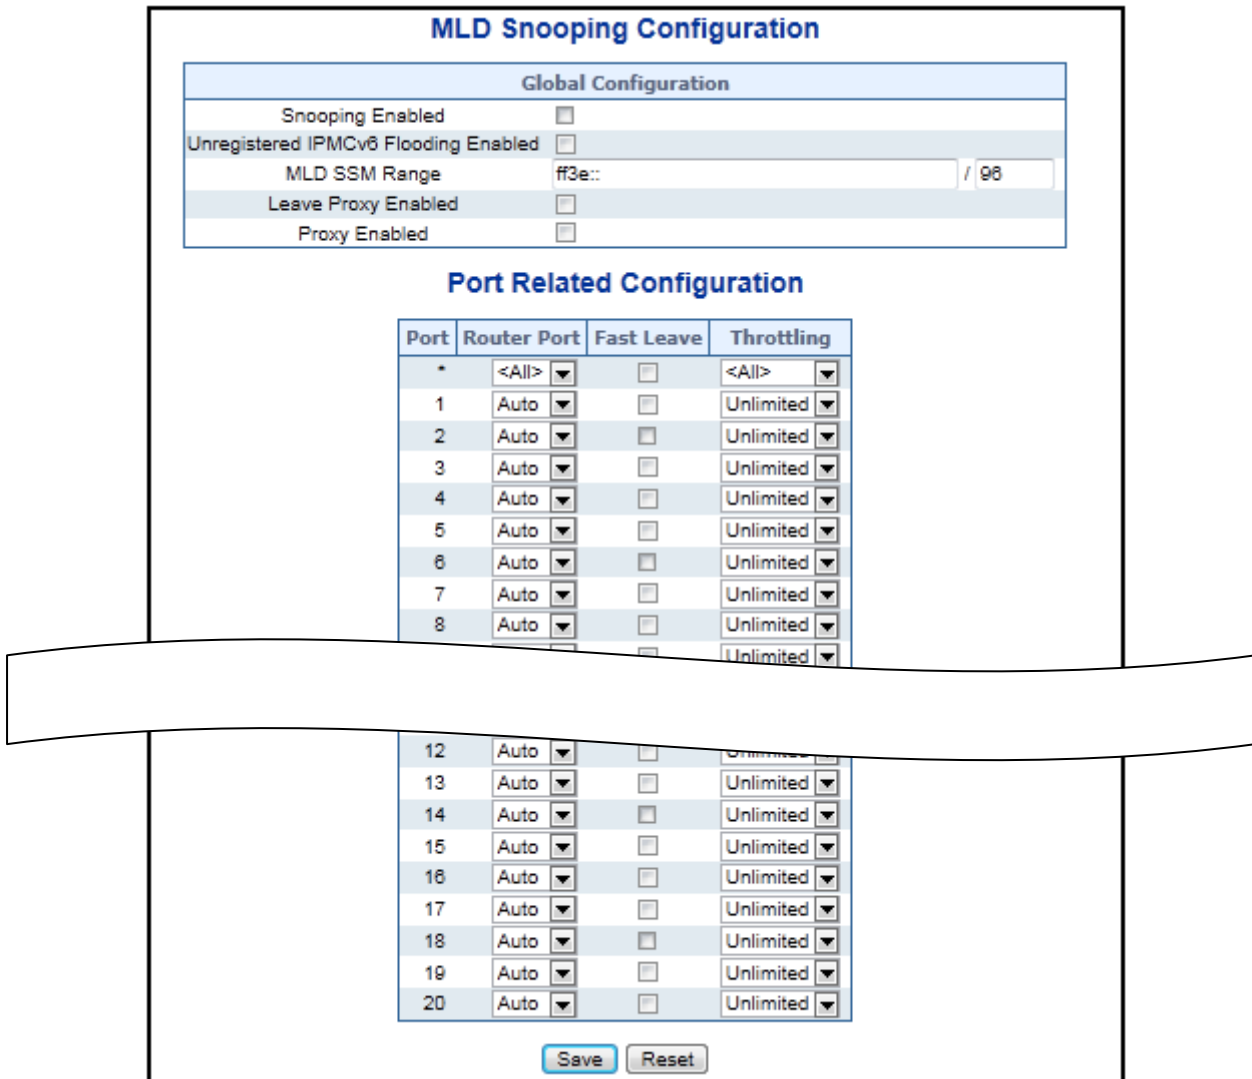 MLD Snooping Configuration
Global Configuration
Snooping Enabled
Unregistered IPMCv6 Flooding Enabled
MLD SSM Range ff3e:: / 96
Leave Proxy Enabled
Proxy Enabled
Port Related Configuration
Port Router Port Fast Leave Throttling
* <All> <All>
1 Auto Unlimited
2 Auto Unlimited
3 Auto Unlimited
4 Auto Unlimited
5 Auto Unlimited
6 Auto Unlimited
7 Auto Unlimited
8 Auto Unlimited
Unlimited
12 Auto Unlimited
13 Auto Unlimited
14 Auto Unlimited
15 Auto Unlimited
16 Auto Unlimited
17 Auto Unlimited
18 Auto Unlimited
19 Auto Unlimited
20 Auto Unlimited
Save Reset